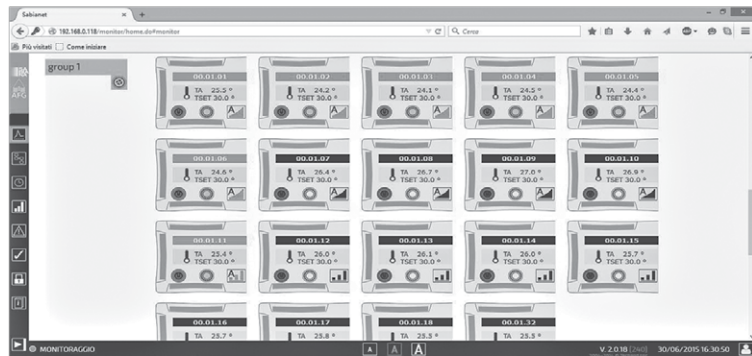 Sabianet
192.168.0.118/monitor/home.do#monitor
Cerca
Più visitati
Come iniziare
group 1
AFG
00.01.01
TA 25.5 °
TSET 30.0 °
A
00.01.02
TA 24.2 °
TSET 30.0 °
A
00.01.03
TA 24.1 °
TSET 30.0 °
A
00.01.04
TA 24.5 °
TSET 30.0 °
A
00.01.05
TA 24.4 °
TSET 30.0 °
A
00.01.06
TA 24.6 °
TSET 30.0 °
A
00.01.07
TA 26.4 °
TSET 30.0 °
A
00.01.08
TA 26.7 °
TSET 30.0 °
A
00.01.09
TA 27.0 °
TSET 30.0 °
A
00.01.10
TA 26.9 °
TSET 30.0 °
A
00.01.11
TA 25.4 °
TSET 30.0 °
A
00.01.12
TA 26.0 °
TSET 30.0 °
00.01.13
TA 26.1 °
TSET 30.0 °
00.01.14
TA 26.0 °
TSET 30.0 °
00.01.15
TA 25.7 °
TSET 30.0 °
00.01.16
TA 25.7 °
00.01.17
TA 25.8 °
00.01.18
TA 25.5 °
00.01.32
TA 25.5 °
MONITORAGGIO
A A A
V. 2.0.18 [240] 30/06/2015 16:30:50